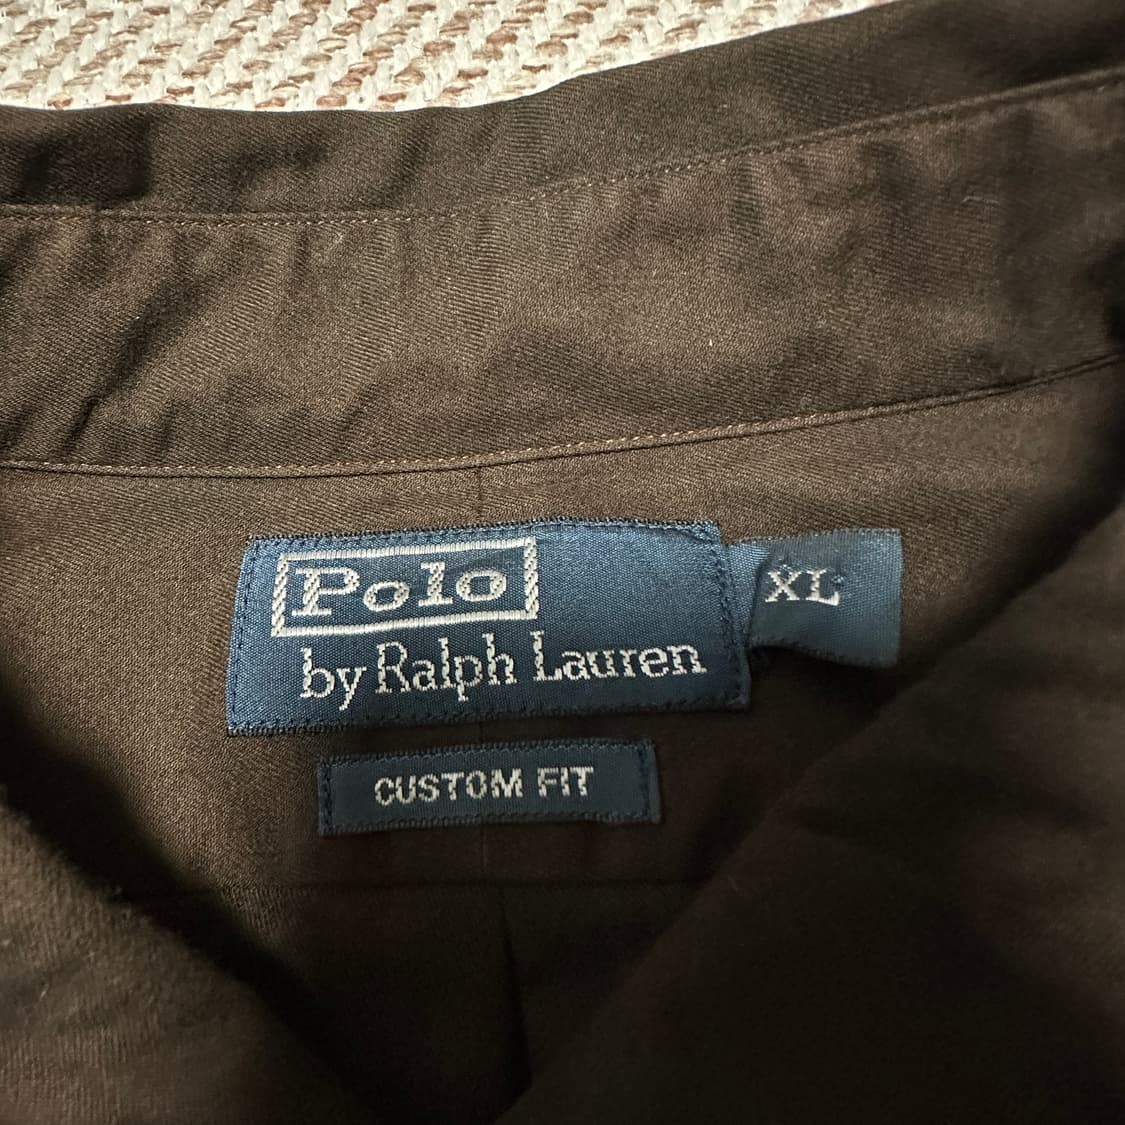 Polo
by Ralph Lauren
XL
CUSTOM FIT